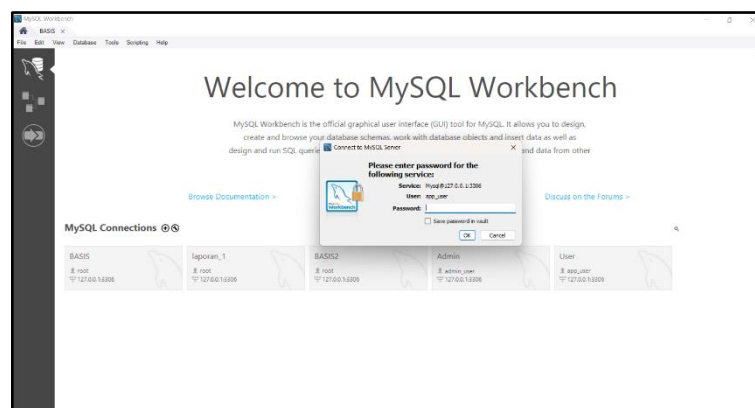 MySQL Workbench
BASIS ×
File Edit View Database Tools Scripting Help
Welcome to MySQL Workbench
MySQL Workbench is the official graphical user interface (GUI) tool for MySQL. It allows you to design,
create and browse your database schemas, work with database objects and insert data as well as
design and run SQL queries
and data from other
Connect to MySQL Server ×
Please enter password for the
following service:
Service: Mysql@127.0.0.1:3306
User: app_user
Password:
Save password in vault
OK Cancel
Browse Documentation >
Discuss on the Forums >
MySQL Connections
BASIS
root
127.0.0.1:3306
laporan_1
root
127.0.0.1:3306
BASIS2
root
127.0.0.1:3306
Admin
admin_user
127.0.0.1:3306
User
app_user
127.0.0.1:3306